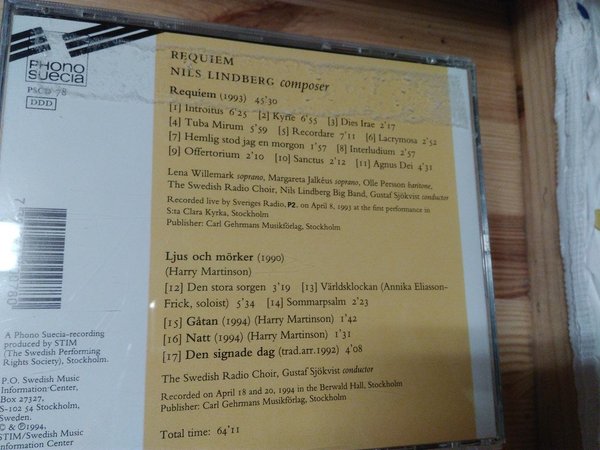 PHONO
SUECIA
PSCD 78
DDD
REQUIEM
NILS LINDBERG composer
Requiem (1993) 45'30
[1] Introitus 6'25 [2] Kyrie 6'55 [3] Dies Irae 2'17
[4] Tuba Mirum 5'59 [5] Recordare 7'11 [6] Lacrymosa 2'52
[7] Hemlig stod jag en morgon 1'57 [8] Interludium 2'57
[9] Offertorium 2'10 [10] Sanctus 2'12 [11] Agnus Dei 4'31
Lena Willemark soprano, Margareta Jalkéus soprano, Olle Persson baritone,
The Swedish Radio Choir, Nils Lindberg Big Band, Gustaf Sjökvist conductor
Recorded live by Sveriges Radio, P2, on April 8, 1993 at the first performance in
S:ta Clara Kyrka, Stockholm
Publisher: Carl Gehrmans Musikförlag, Stockholm
Ljus och mörker (1990)
(Harry Martinson)
[12] Den stora sorgen 3'19 [13] Världsklockan (Annika Eliasson-
Frick, soloist) 5'34 [14] Sommarpsalm 2'23
[15] Gåtan (1994) (Harry Martinson) 1'42
[16] Natt (1994) (Harry Martinson) 1'31
[17] Den signade dag (trad.arr.1992) 4'08
The Swedish Radio Choir, Gustaf Sjökvist conductor
Recorded on April 18 and 20, 1994 in the Berwald Hall, Stockholm
Publisher: Carl Gehrmans Musikförlag, Stockholm
Total time: 64'11
A Phono Suecia-recording
produced by STIM
(The Swedish Performing
Rights Society), Stockholm.
P.O. Swedish Music
Information Center,
Box 27327,
S-102 54 Stockholm,
Sweden.
© & ℗1994,
STIM/Swedish Music
Information Center